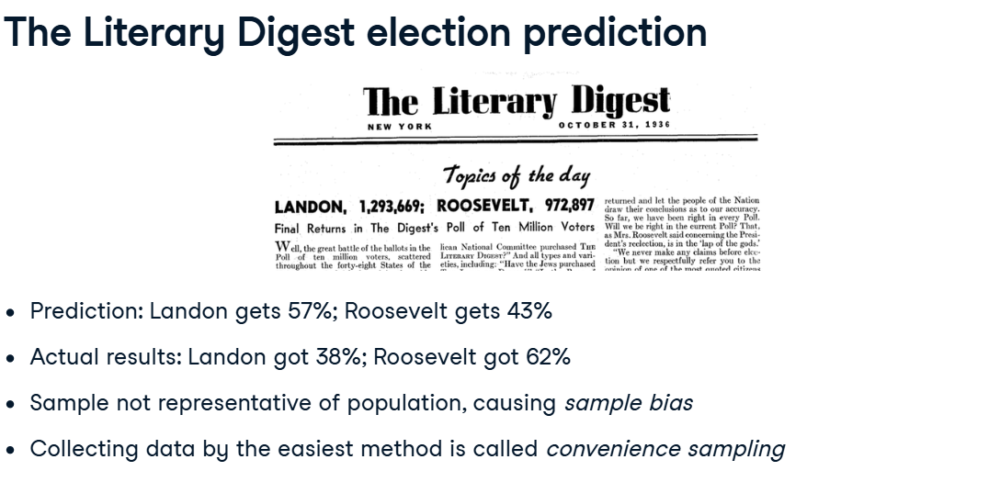 The Literary Digest election prediction
The Literary Digest
NEW YORK
OCTOBER 31, 1936
Topics of the day
LANDON, 1,293,669; ROOSEVELT, 972,897
Final Returns in The Digest's Poll of Ten Million Voters
Well, the great battle of the ballots in the
Poll of ten million voters, scattered
throughout the forty-eight States of the
lican National Committee purchased THE
LITERARY DIGEST?" And all types and vari-
eties, including: "Have the Jews purchased
returned and let the people of the Nation
draw their conclusions as to our accuracy.
So far, we have been right in every Poll.
Will we be right in the current Poll? That,
as Mrs. Roosevelt said concerning the Presi-
dent's reelection, is in the 'lap of the gods.'
"We never make any claims before elec-
tion but we respectfully refer you to the
opinion of one of the most quoted citizens
• Prediction: Landon gets 57%; Roosevelt gets 43%
• Actual results: Landon got 38%; Roosevelt got 62%
• Sample not representative of population, causing sample bias
• Collecting data by the easiest method is called convenience sampling